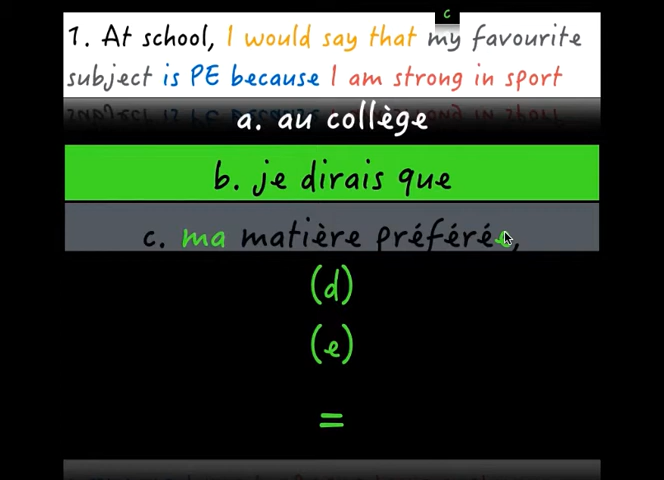 c
1. At school, I would say that my favourite
subject is PE because I am strong in sport
a. au collège
b. je dirais que
c. ma matière préférée,
(d)
(e)
=